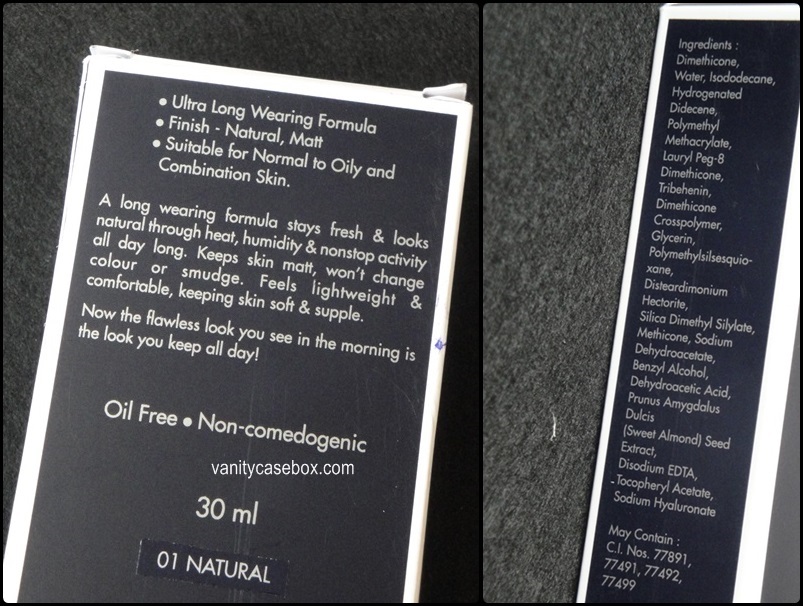 • Ultra Long Wearing Formula
• Finish - Natural, Matt
• Suitable for Normal to Oily and
Combination Skin.
A long wearing formula stays fresh & looks
natural through heat, humidity & nonstop activity
all day long. Keeps skin matt, won't change
colour or smudge. Feels lightweight &
comfortable, keeping skin soft & supple.
Now the flawless look you see in the morning is
the look you keep all day!
Oil Free • Non-comedogenic
vanitycasebox.com
30 ml
01 NATURAL
Ingredients :
Dimethicone,
Water, Isododecane,
Hydrogenated
Didecene,
Polymethyl
Methacrylate,
Lauryl Peg-8
Dimethicone,
Tribehenin,
Dimethicone
Crosspolymer,
Glycerin,
Polymethylsilsesquio-
xane,
Disteardimonium
Hectorite,
Silica Dimethyl Silylate,
Methicone, Sodium
Dehydroacetate,
Benzyl Alcohol,
Dehydroacetic Acid,
Prunus Amygdalus
Dulcis
(Sweet Almond) Seed
Extract,
Disodium EDTA,
-Tocopheryl Acetate,
Sodium Hyaluronate
May Contain :
C.I. Nos. 77891,
77491, 77492,
77499